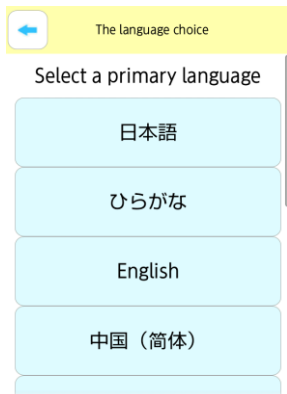 The language choice
Select a primary language
日本語
ひらがな
English
中国（简体）